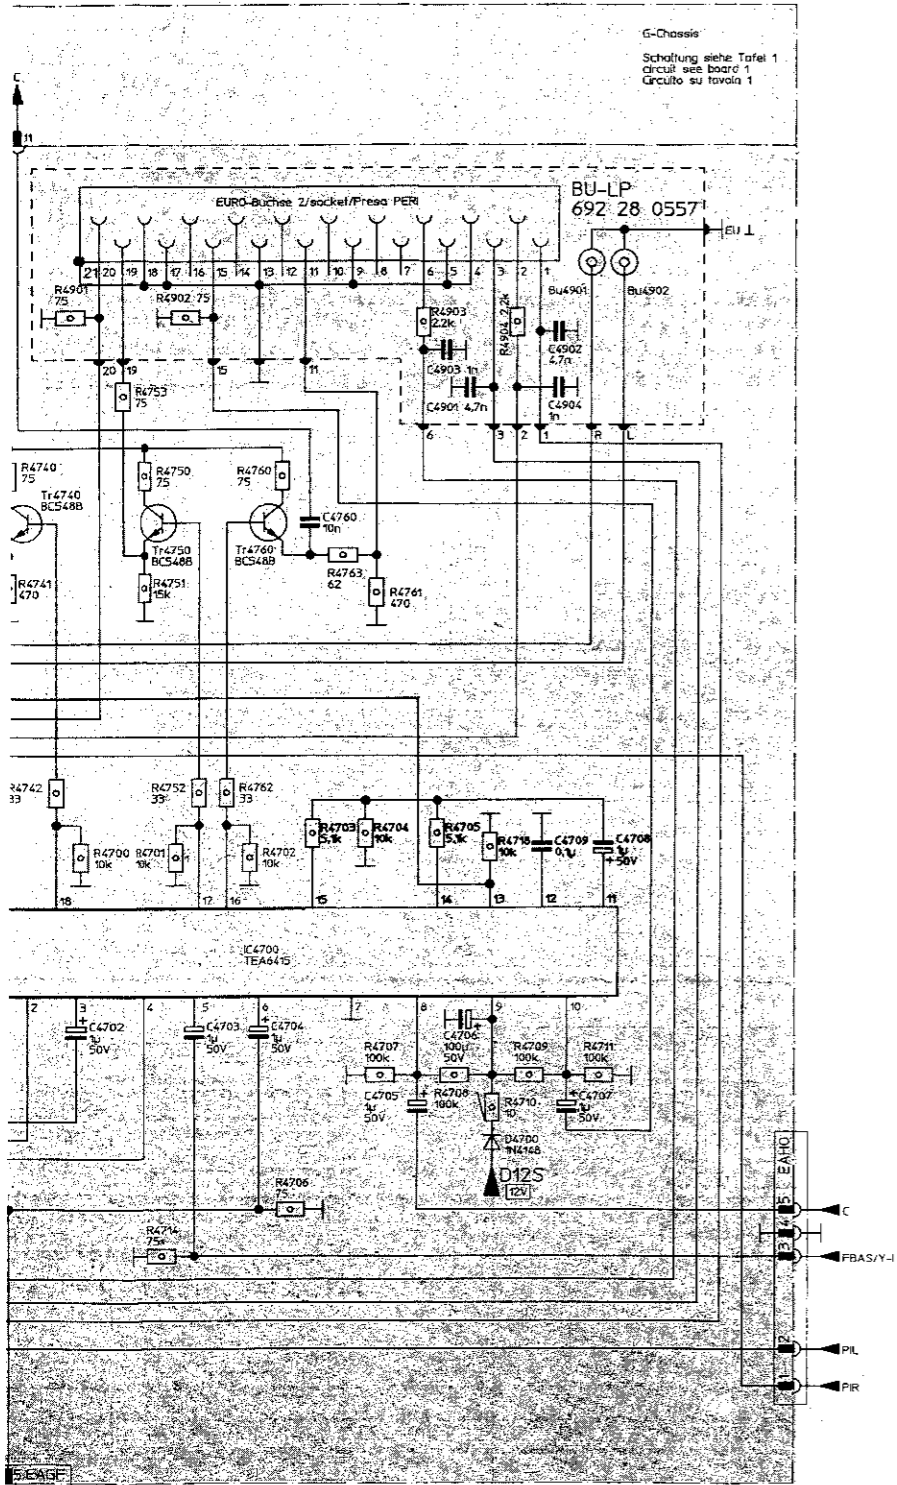 G-Chassis
Schaltung siehe Tafel 1
circuit see board 1
Circuito su tavola 1
C
11
BU-LP
692 28 0557
EURO-Buchse 2/socket/Presa PERI
BU ⊥
21 20 19 18 17 16 15 14 13 12 11 10 9 8 7 6 5 4 3 2 1
Bu4901
Bu4902
R4901
75
R4902 75
R4903
2.2k
R4904 2.2k
C4902
4.7n
C4903 1n
C4901 4.7n
C4904
1n
20 19 15 11
R4753
75
6 3 2 1 R L
R4740
75
R4750
75
R4760
75
Tr4740
BC548B
C4760
10n
Tr4750
BC548B
Tr4760
BC548B
R4763
62
R4741
470
R4751
15k
R4761
470
R4742
33
R4752
33
R4762
33
R4700
10k
R4701
10k
R4702
10k
R4703
5,1k
R4704
10k
R4705
5,1k
R4718
10k
C4709
0,1µ
C4708
1µ
50V
18 17 16 15 14 13 12 11
IC4700
TEA6415
2 3 4 5 6 7 8 9 10
C4702
1µ
50V
C4703
1µ
50V
C4704
1µ
50V
R4707
100k
C4706
100µ
50V
R4709
100k
R4711
100k
C4705
1µ
50V
R4708
100k
R4710
10
C4707
1µ
50V
D4700
1N4148
D12S
12V
EAHO
R4706
75
5
C
4
R4714
75
3
FBAS/Y-I
2
PIL
1
PIR
5 EAGF